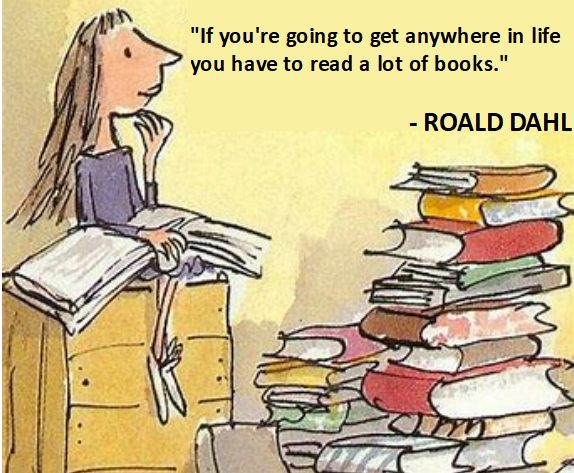 "If you're going to get anywhere in life
you have to read a lot of books."
- ROALD DAHL